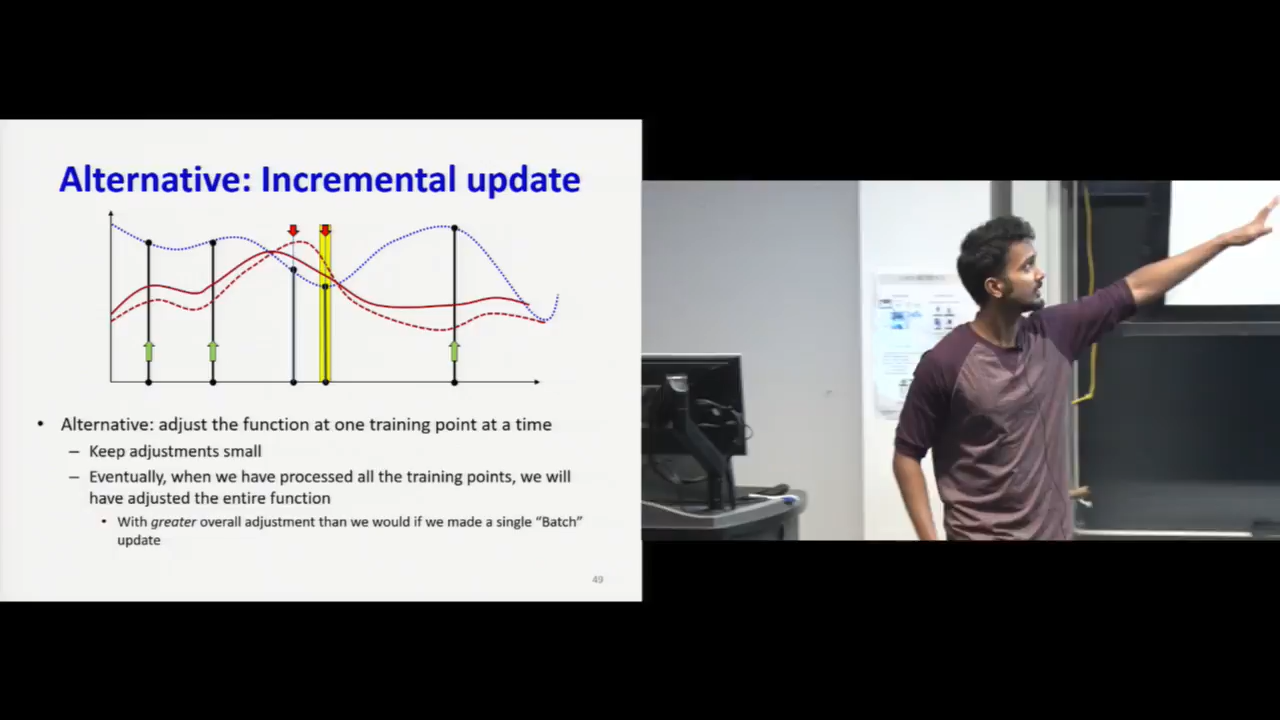 Alternative: Incremental update
• Alternative: adjust the function at one training point at a time
– Keep adjustments small
– Eventually, when we have processed all the training points, we will
have adjusted the entire function
• With greater overall adjustment than we would if we made a single “Batch”
update
49